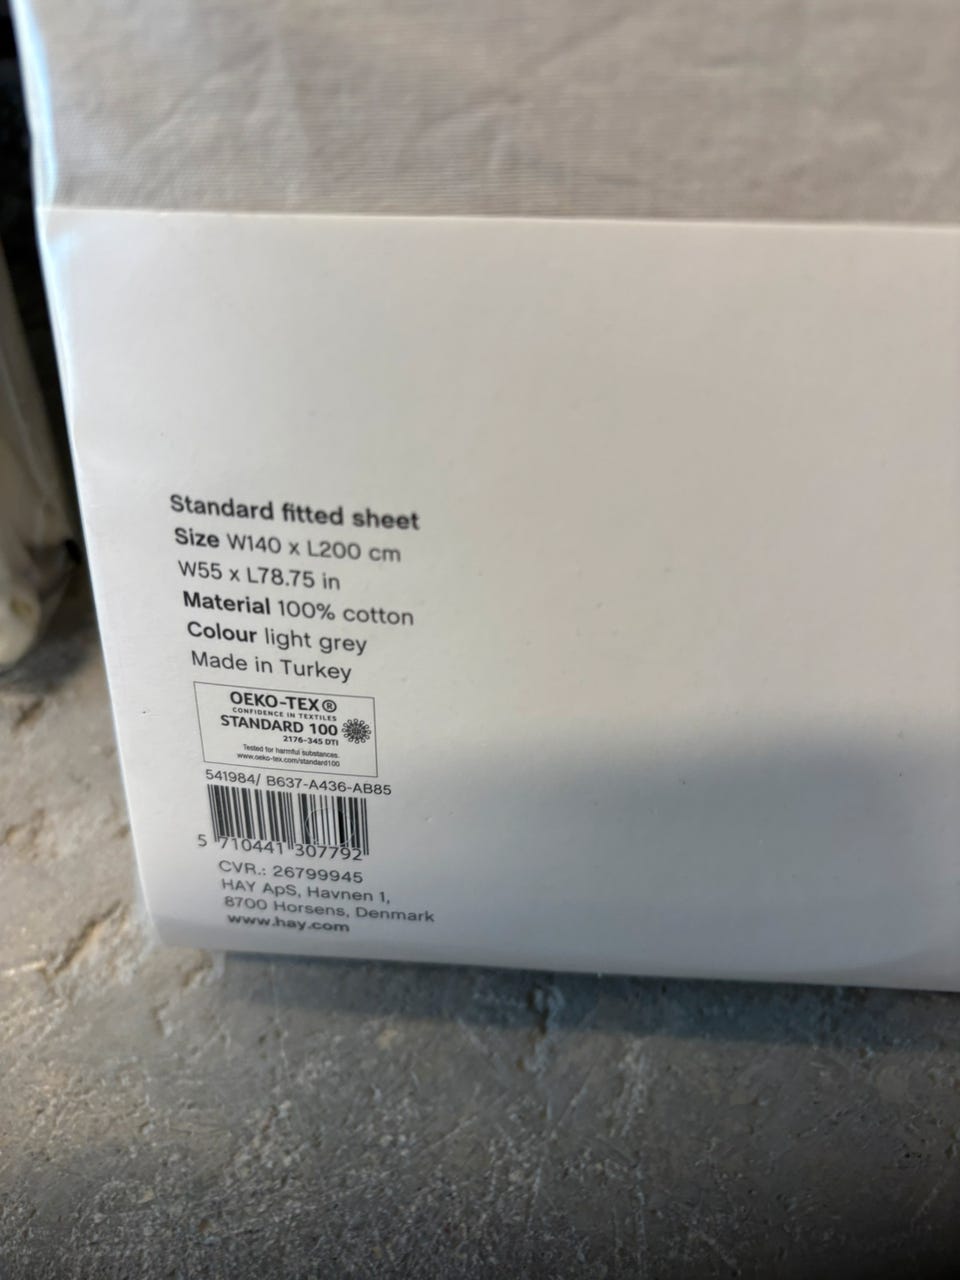 Standard fitted sheet
Size W140 x L200 cm
W55 x L78.75 in
Material 100% cotton
Colour light grey
Made in Turkey
OEKO-TEX®
CONFIDENCE IN TEXTILES
STANDARD 100
2176-345 DTI
Tested for harmful substances.
www.oeko-tex.com/standard100
541984/ B637-A436-AB85
5 710441 307792
CVR.: 26799945
HAY ApS, Havnen 1,
8700 Horsens, Denmark
www.hay.com